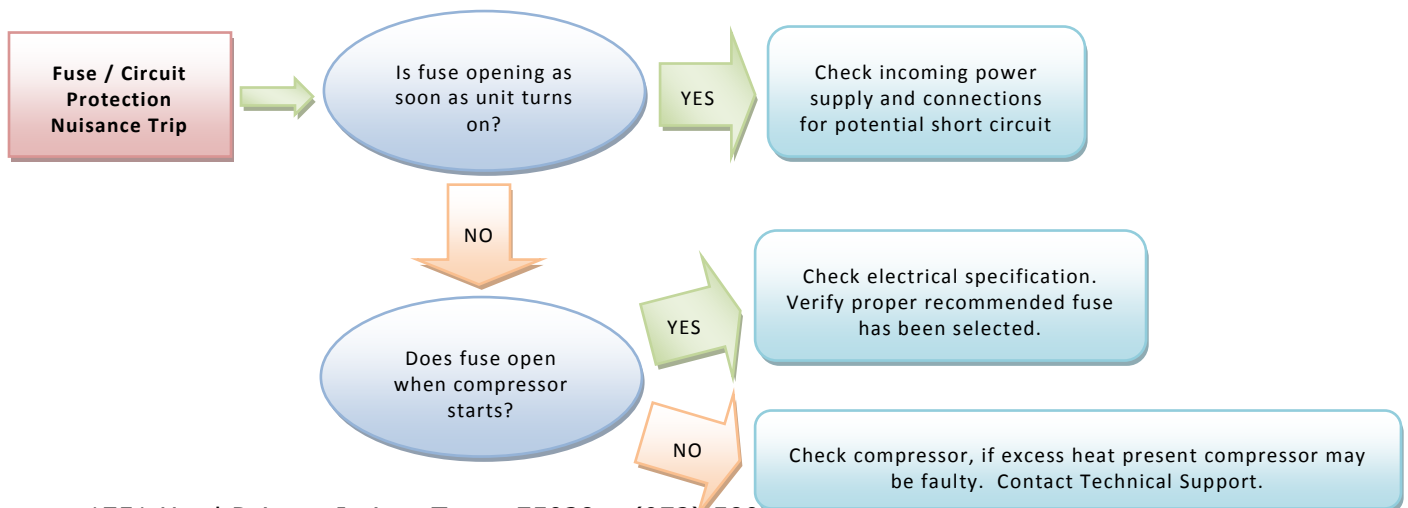 Fuse / Circuit
Protection
Nuisance Trip
Is fuse opening as
soon as unit turns
on?
YES
Check incoming power
supply and connections
for potential short circuit
NO
Does fuse open
when compressor
starts?
YES
Check electrical specification.
Verify proper recommended fuse
has been selected.
NO
Check compressor, if excess heat present compressor may
be faulty. Contact Technical Support.